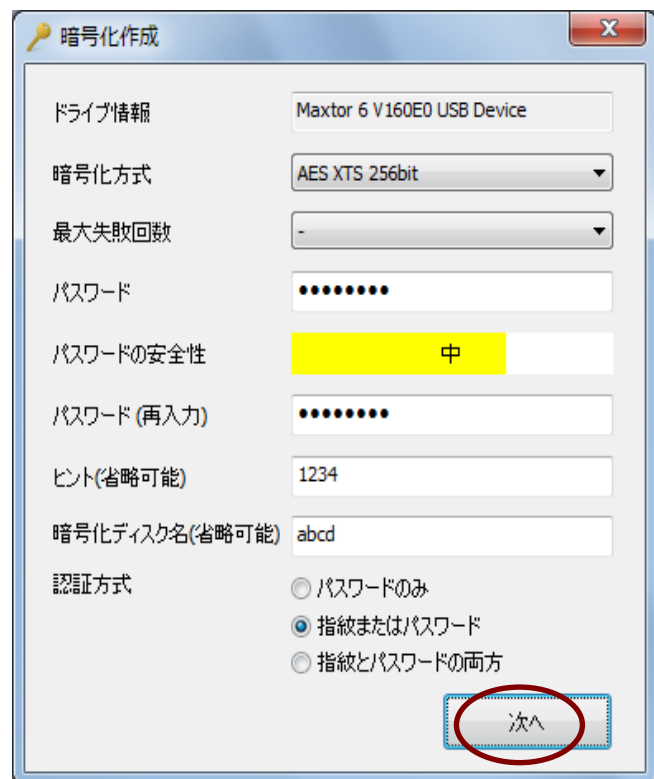 暗号化作成
ドライブ情報 Maxtor 6 V160E0 USB Device
暗号化方式 AES XTS 256bit
最大失敗回数 -
パスワード ••••••••
パスワードの安全性 中
パスワード (再入力) ••••••••
ヒント(省略可能) 1234
暗号化ディスク名(省略可能) abcd
認証方式 パスワードのみ
指紋またはパスワード
指紋とパスワードの両方
次へ